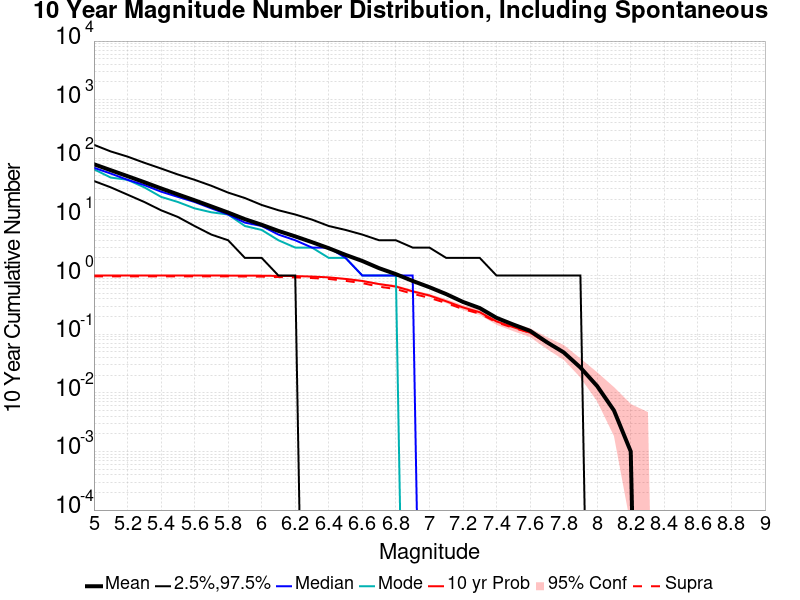 10 Year Magnitude Number Distribution, Including Spontaneous
10 4
10 3
10 2
10 1
10 0
10 -1
10 -2
10 -3
10 -4
10 Year Cumulative Number
5 5.2 5.4 5.6 5.8 6 6.2 6.4 6.6 6.8 7 7.2 7.4 7.6 7.8 8 8.2 8.4 8.6 8.8 9
Magnitude
Mean 2.5%,97.5% Median Mode 10 yr Prob 95% Conf Supra